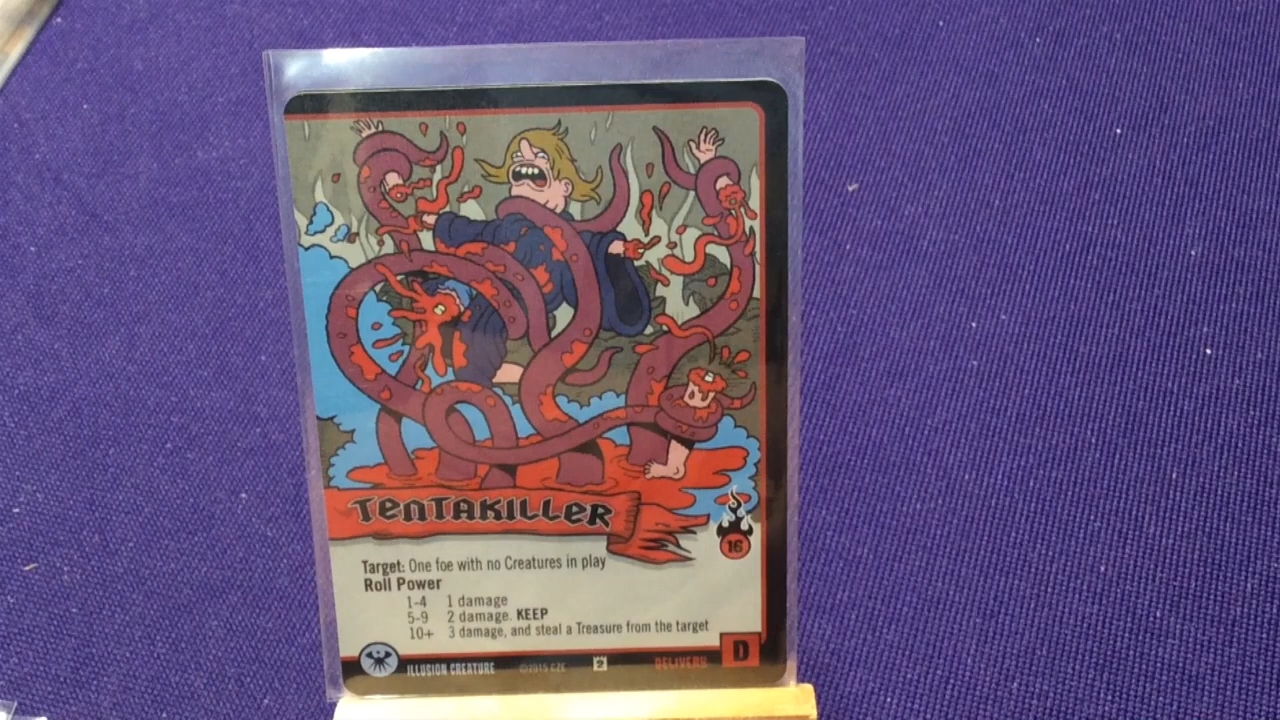 TENTAKILLER
16
Target: One foe with no Creatures in play
Roll Power
1-4 1 damage
5-9 2 damage. KEEP
10+ 3 damage, and steal a Treasure from the target
ILLUSION CREATURE ©2015 CZE 2 DELIVERY D